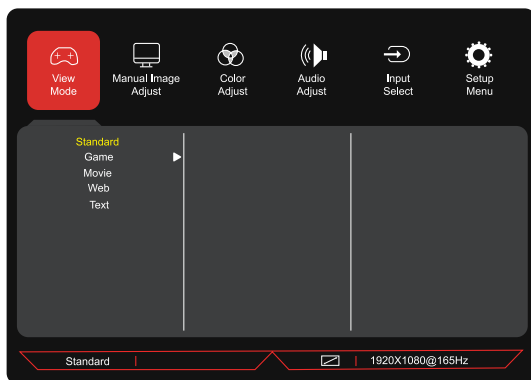 View Mode
Manual Image Adjust
Color Adjust
Audio Adjust
Input Select
Setup Menu
Standard
Game
Movie
Web
Text
Standard
1920X1080@165Hz